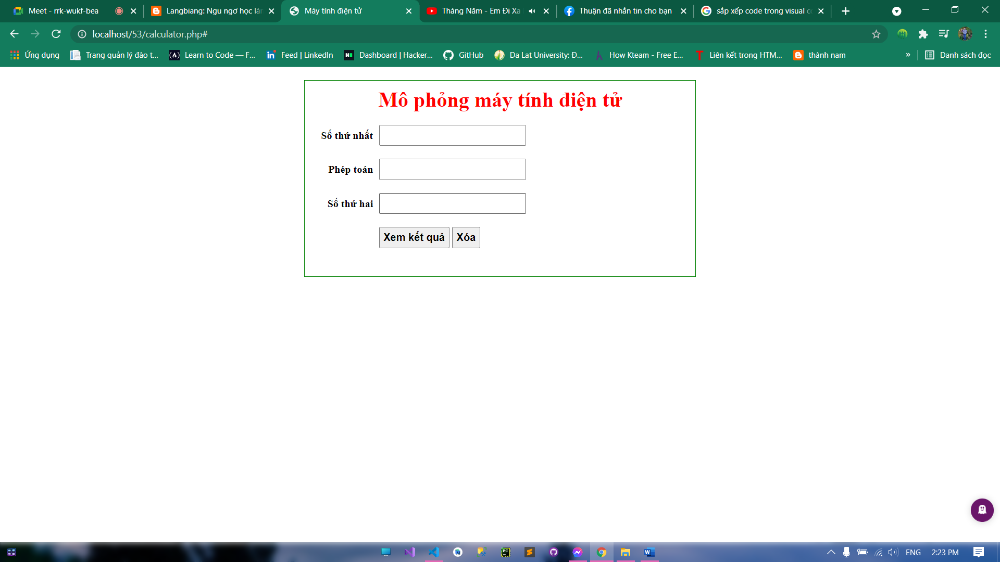 Meet - rrk-wukf-bea
Langbiang: Ngu ngơ học làn
Máy tính điện tử
Tháng Năm - Em Đi Xa
Thuận đã nhắn tin cho bạn
sắp xếp code trong visual co
localhost/53/calculator.php#
Ứng dụng
Trang quản lý đào t...
Learn to Code — F...
Feed | LinkedIn
Dashboard | Hacker...
GitHub
Da Lat University: Đ...
How Kteam - Free E...
Liên kết trong HTM...
thành nam
»
Danh sách đọc
Mô phỏng máy tính điện tử
Số thứ nhất
Phép toán
Số thứ hai
Xem kết quả Xóa
ENG
2:23 PM